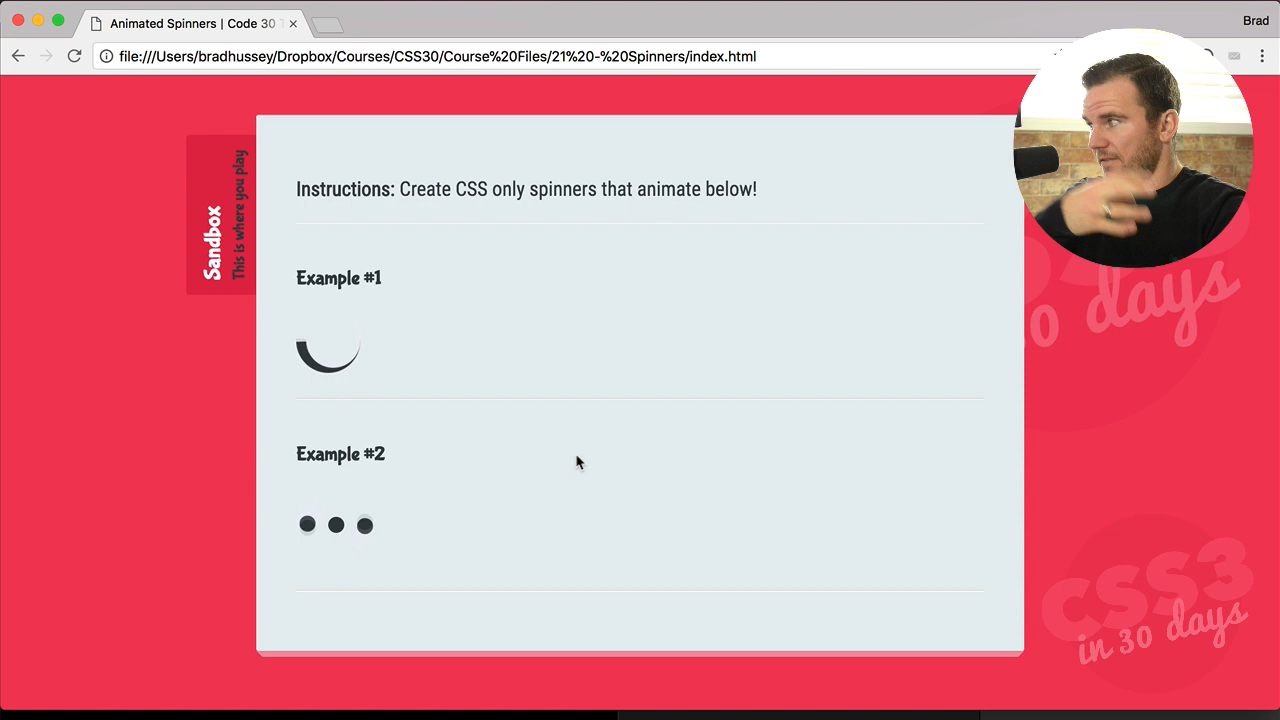 Animated Spinners | Code 30
Brad
file:///Users/bradhussey/Dropbox/Courses/CSS30/Course%20Files/21%20-%20Spinners/index.html
Sandbox
This is where you play
Instructions: Create CSS only spinners that animate below!
Example #1
30 days
Example #2
CSS3
in 30 days